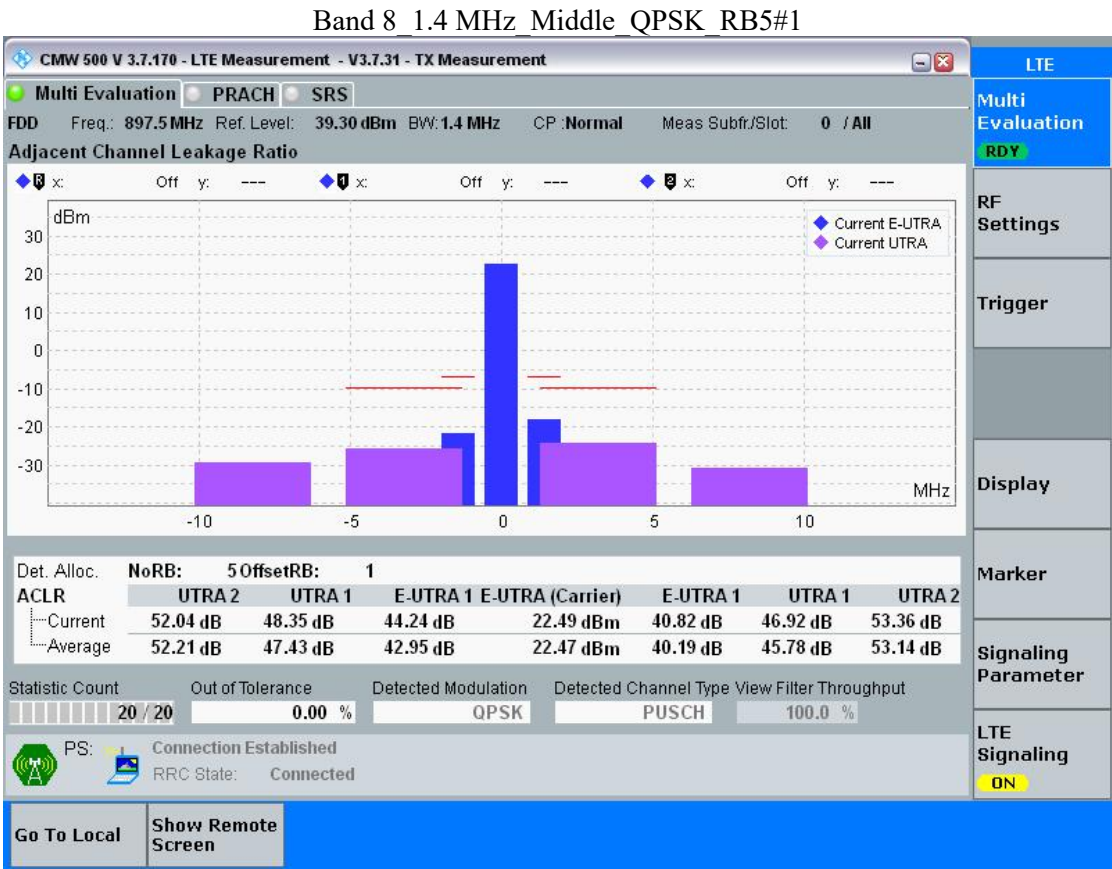 Band 8_1.4 MHz_Middle_QPSK_RB5#1
CMW 500 V 3.7.170 - LTE Measurement - V3.7.31 - TX Measurement
LTE
Multi Evaluation PRACH SRS
Multi Evaluation
RDY
FDD Freq.: 897.5 MHz Ref. Level: 39.30 dBm BW: 1.4 MHz CP :Normal Meas Subfr./Slot: 0 / All
Adjacent Channel Leakage Ratio
R x: Off y: --- 1 x: Off y: --- 2 x: Off y: ---
dBm
Current E-UTRA
Current UTRA
30
20
10
0
-10
-20
-30
MHz
-10 -5 0 5 10
RF Settings
Trigger
Display
Marker
Signaling Parameter
LTE Signaling
ON
Det. Alloc. NoRB: 5 OffsetRB: 1
ACLR UTRA 2 UTRA 1 E-UTRA 1 E-UTRA (Carrier) E-UTRA 1 UTRA 1 UTRA 2
Current 52.04 dB 48.35 dB 44.24 dB 22.49 dBm 40.82 dB 46.92 dB 53.36 dB
Average 52.21 dB 47.43 dB 42.95 dB 22.47 dBm 40.19 dB 45.78 dB 53.14 dB
Statistic Count Out of Tolerance Detected Modulation Detected Channel Type View Filter Throughput
20 / 20 0.00 % QPSK PUSCH 100.0 %
PS: Connection Established
RRC State: Connected
Go To Local
Show Remote Screen